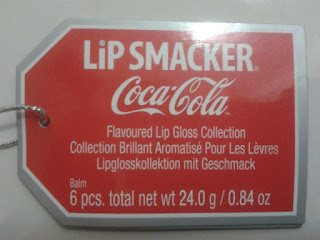 LiP SMACKER®
Coca-Cola™
Flavoured Lip Gloss Collection
Collection Brillant Aromatisé Pour Les Lèvres
Lipglosskollektion mit Geschmack
Balm
6 pcs. total net wt 24.0 g / 0.84 oz